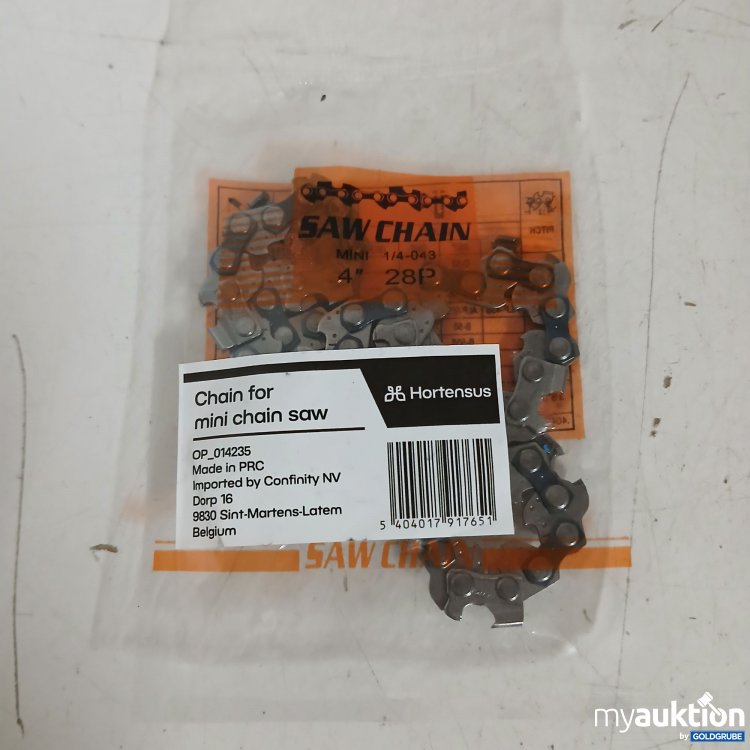 SAW CHAIN
MINI 1/4-043
4" 28P
PITCH
Chain for
mini chain saw
Hortensus
OP_014235
Made in PRC
Imported by Confinity NV
Dorp 16
9830 Sint-Martens-Latem
Belgium
5 404017 917651
SAW CHAIN
myauktion
by GOLDGRUBE